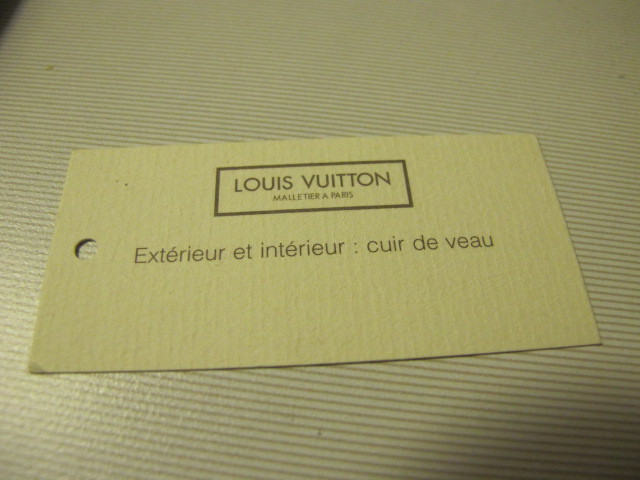 LOUIS VUITTON
MALLETIER A PARIS
Extérieur et intérieur : cuir de veau